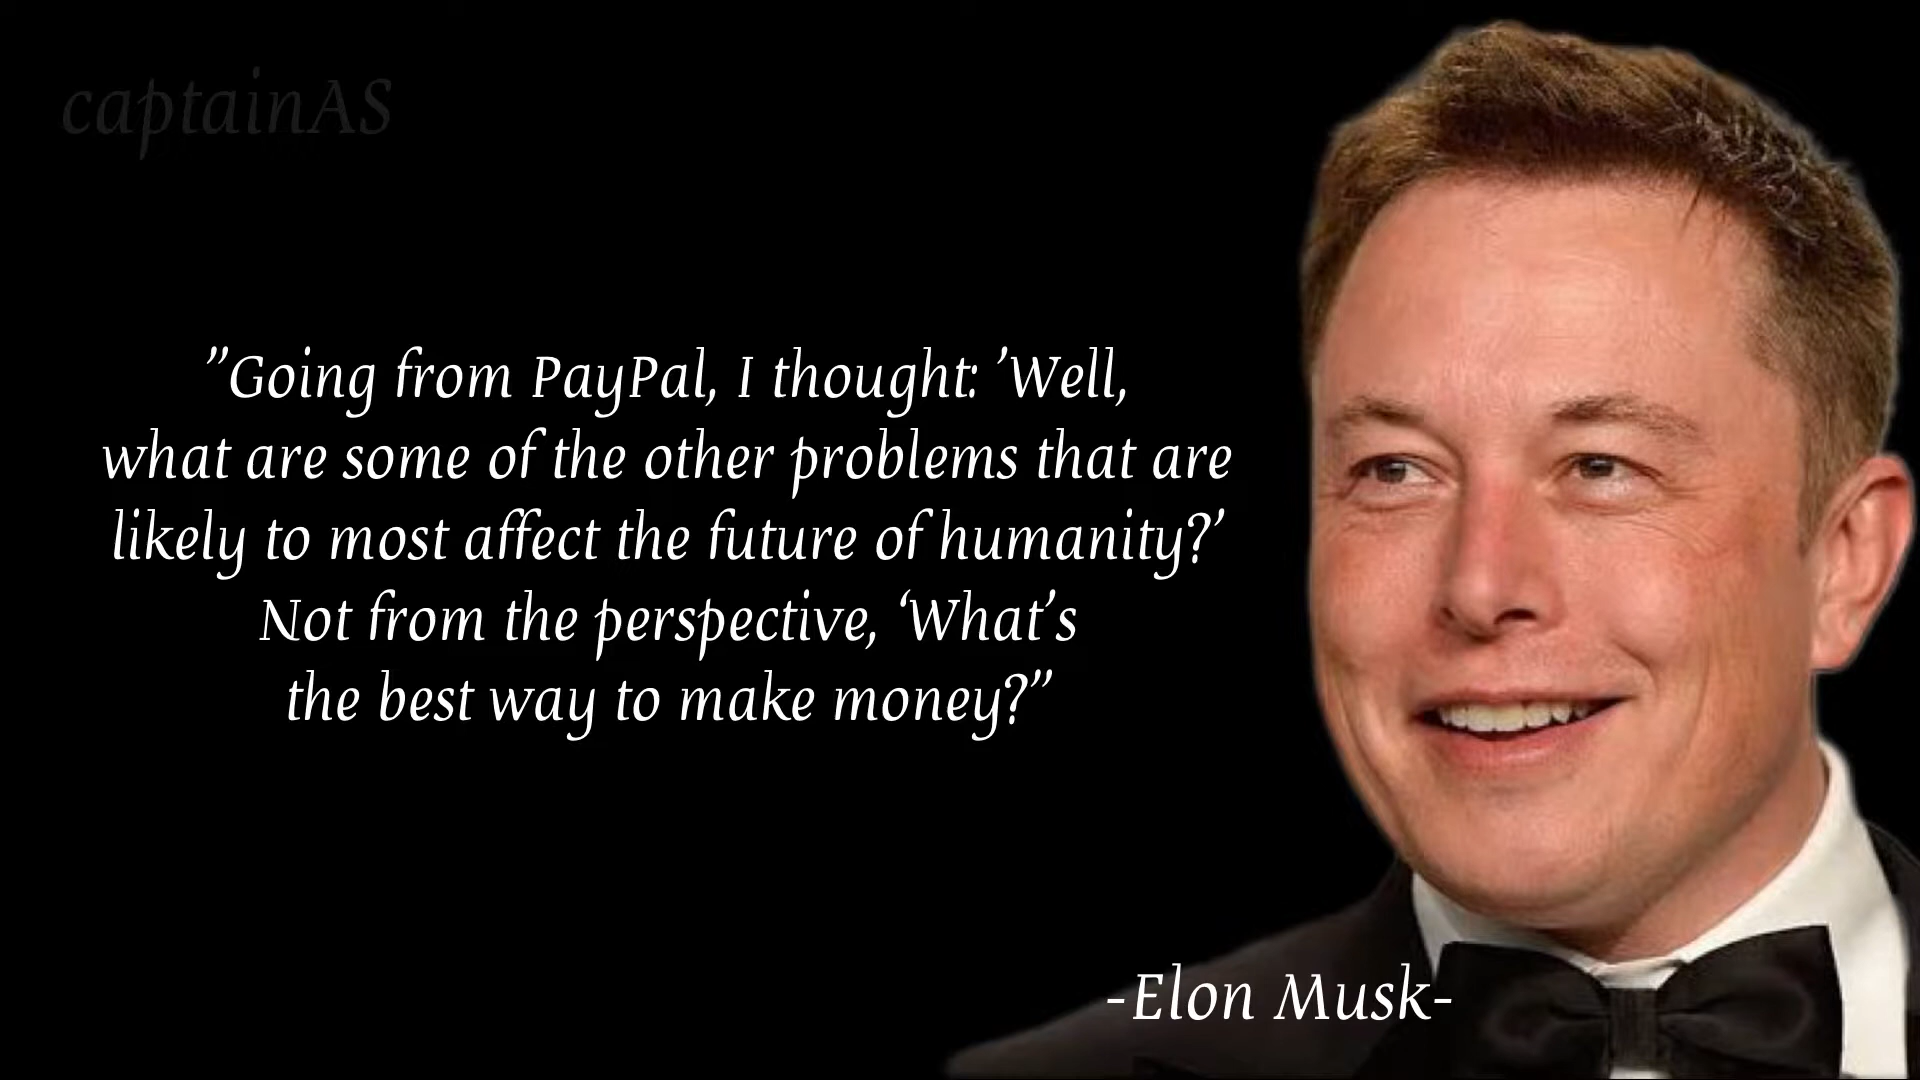 captainAS
”Going from PayPal, I thought: ’Well,
what are some of the other problems that are
likely to most affect the future of humanity?’
Not from the perspective, ‘What’s
the best way to make money?”
-Elon Musk-